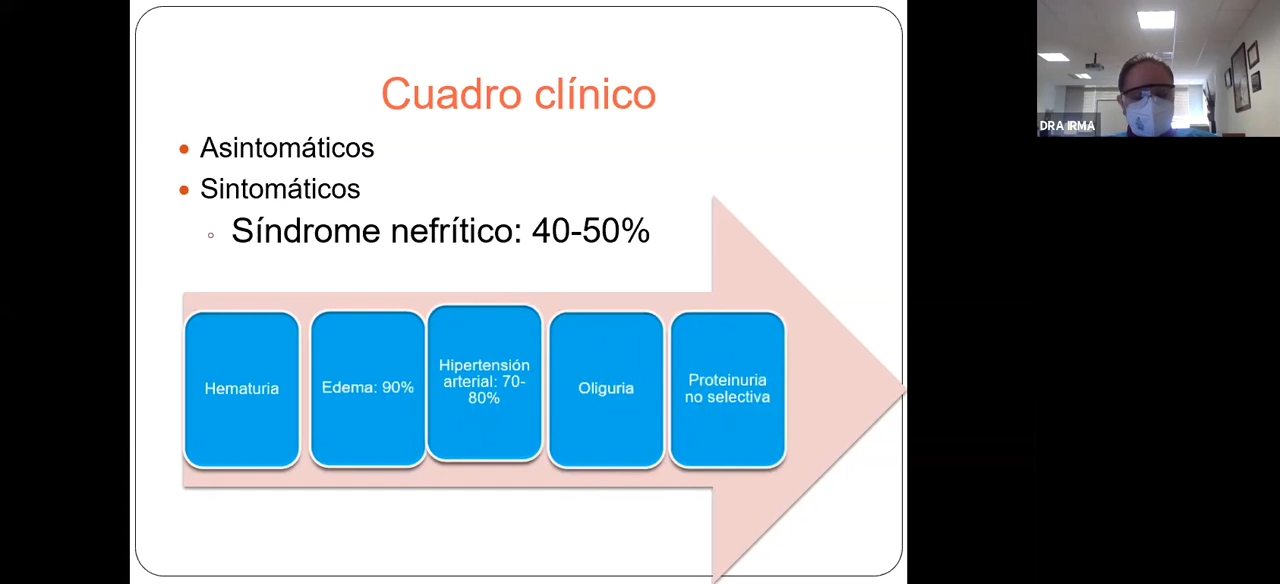 Cuadro clínico
Asintomáticos
Sintomáticos
Síndrome nefrítico: 40-50%
Hematuria
Edema: 90%
Hipertensión
arterial: 70-
80%
Oliguria
Proteinuria
no selectiva
DRA IRMA